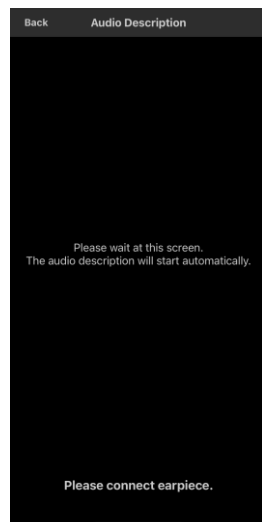 Back
Audio Description
Please wait at this screen.
The audio description will start automatically.
Please connect earpiece.